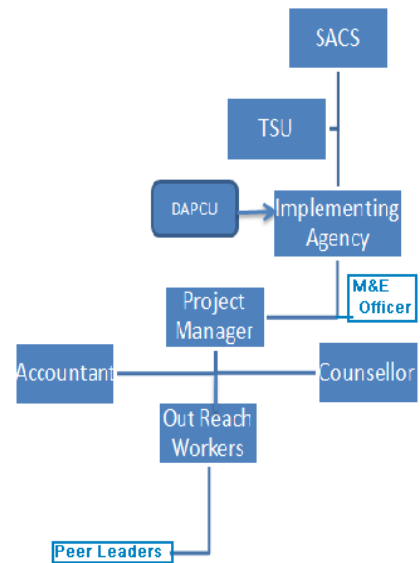 SACS
TSU
DAPCU
Implementing
Agency
M&E
Officer
Project
Manager
Accountant
Counsellor
Out Reach
Workers
Peer Leaders